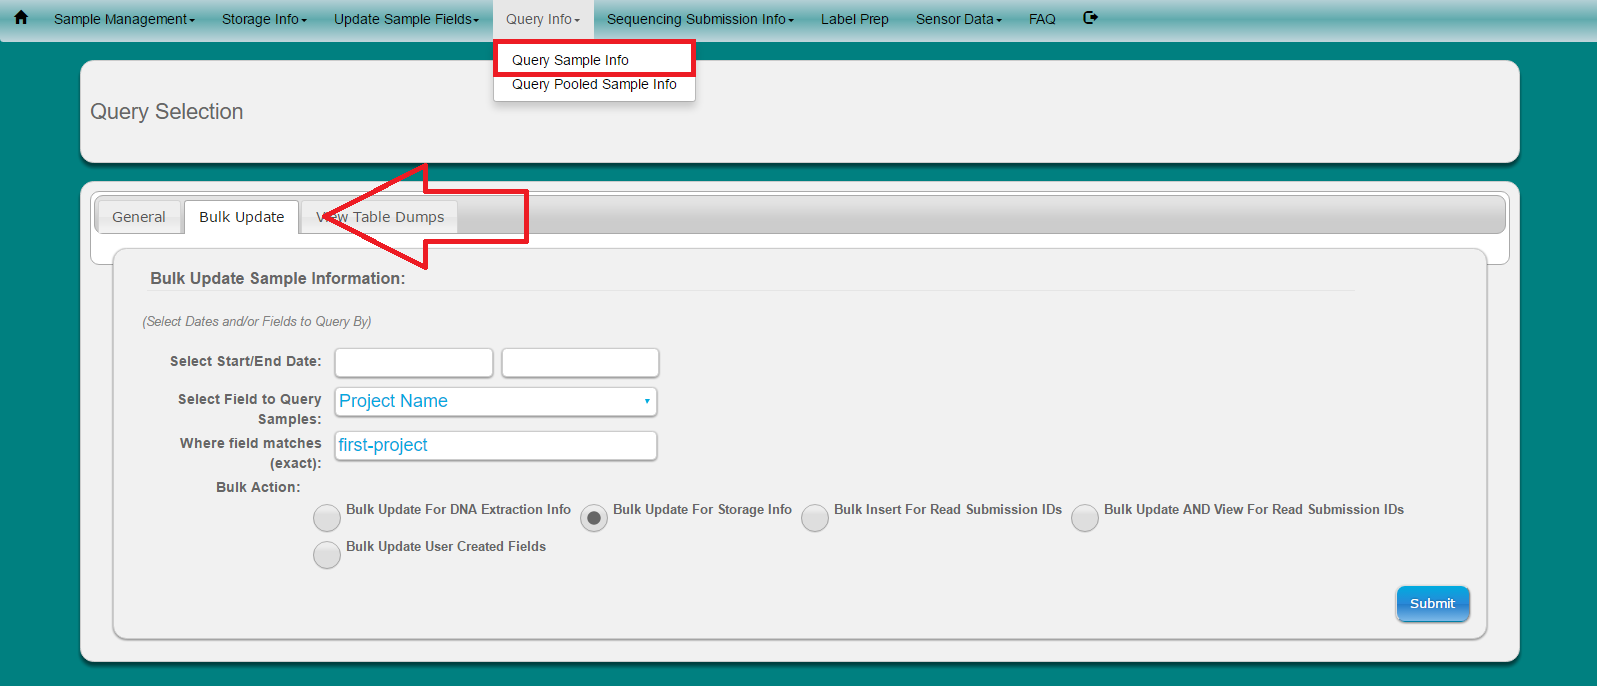 Sample Management Storage Info Update Sample Fields Query Info Sequencing Submission Info Label Prep Sensor Data FAQ
Query Sample Info
Query Pooled Sample Info
Query Selection
General Bulk Update View Table Dumps
Bulk Update Sample Information:
(Select Dates and/or Fields to Query By)
Select Start/End Date:
Select Field to Query
Samples:
Project Name
Where field matches
(exact):
first-project
Bulk Action:
Bulk Update For DNA Extraction Info Bulk Update For Storage Info Bulk Insert For Read Submission IDs Bulk Update AND View For Read Submission IDs
Bulk Update User Created Fields
Submit